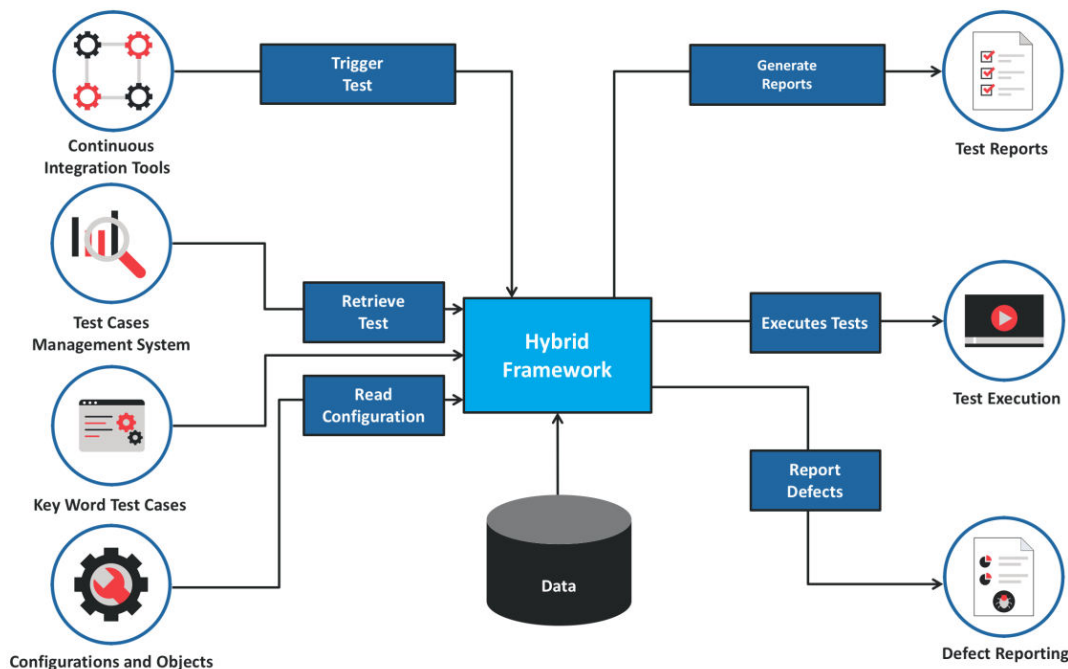 Trigger
Test
Generate
Reports
Continuous
Integration Tools
Test Reports
Retrieve
Test
Hybrid
Framework
Executes Tests
Test Cases
Management System
Read
Configuration
Test Execution
Report
Defects
Key Word Test Cases
Data
Configurations and Objects
Defect Reporting